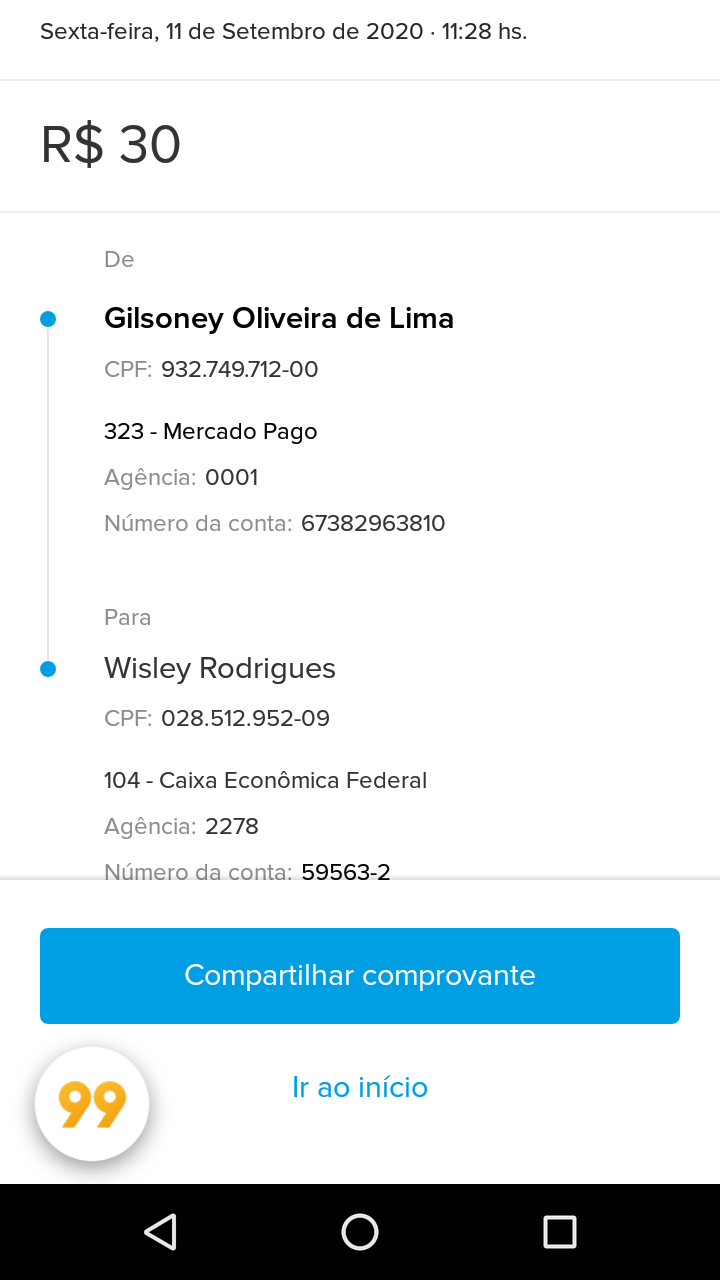 Sexta-feira, 11 de Setembro de 2020 · 11:28 hs.
R$ 30
De
Gilsoney Oliveira de Lima
CPF: 932.749.712-00
323 - Mercado Pago
Agência: 0001
Número da conta: 67382963810
Para
Wisley Rodrigues
CPF: 028.512.952-09
104 - Caixa Econômica Federal
Agência: 2278
Número da conta: 59563-2
Compartilhar comprovante
Ir ao início
99